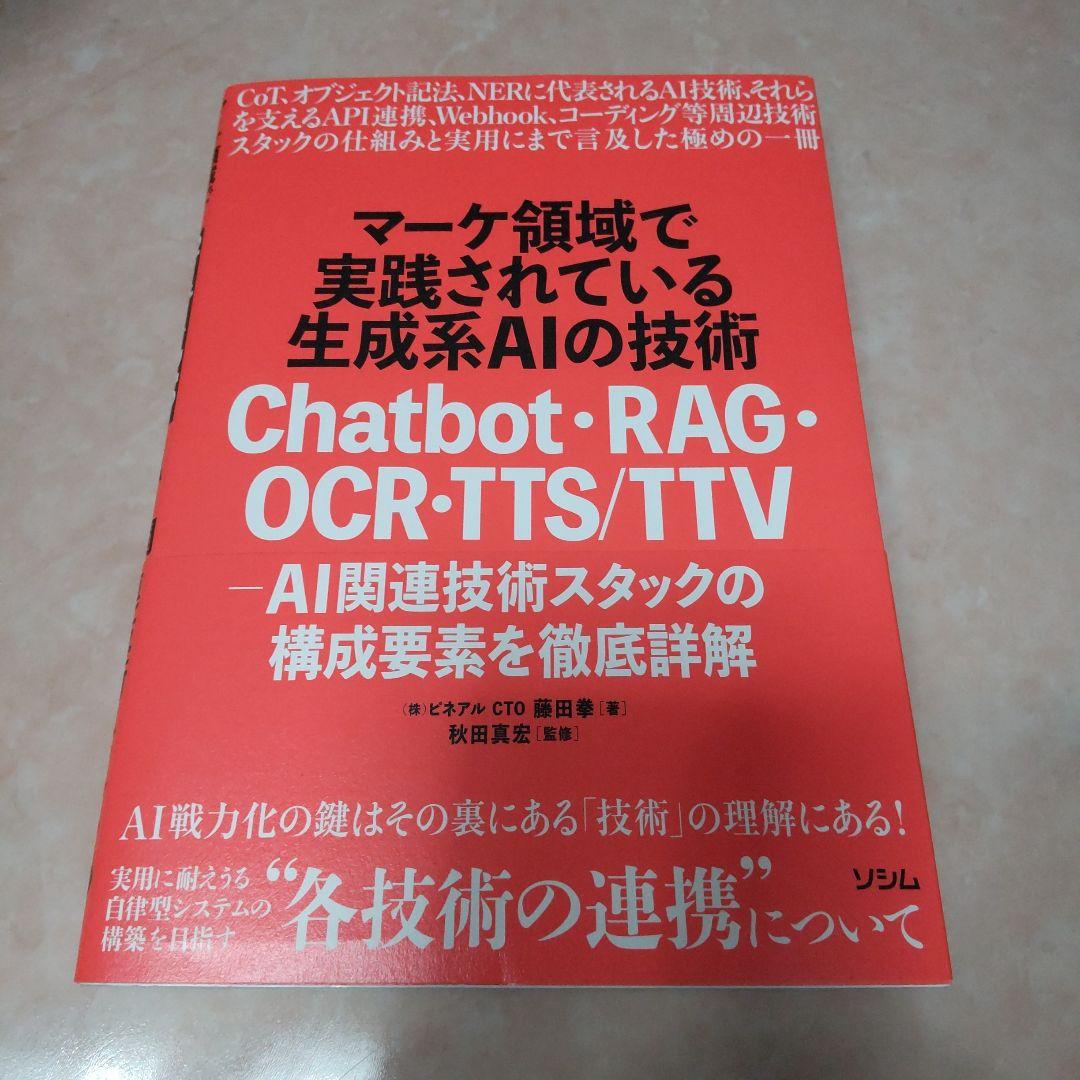 CoT、オブジェクト記法、NERに代表されるAI技術、それら
を支えるAPI連携、Webhook、コーディング等周辺技術
スタックの仕組みと実用にまで言及した極めの一冊
マーケ領域で
実践されている
生成系AIの技術
Chatbot・RAG・
OCR・TTS/TTV
—AI関連技術スタックの
構成要素を徹底詳解
(株)ピネアル CTO 藤田拳[著]
秋田真宏[監修]
AI戦力化の鍵はその裏にある「技術」の理解にある!
実用に耐えうる
自律型システムの
構築を目指す
“各技術の連携”について
ソシム